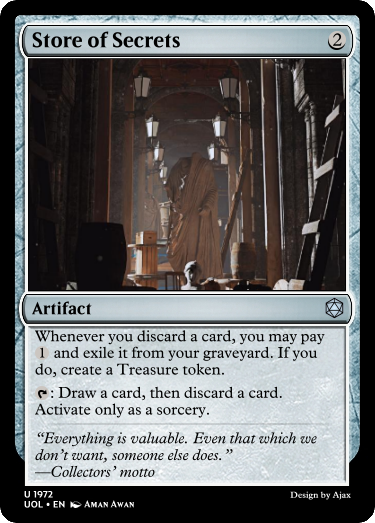 Store of Secrets 2
Artifact
Whenever you discard a card, you may pay
1 and exile it from your graveyard. If you
do, create a Treasure token.
: Draw a card, then discard a card.
Activate only as a sorcery.
“Everything is valuable. Even that which we
don't want, someone else does.”
—Collectors' motto
U 1972
UOL • EN Aman Awan
Design by Ajax